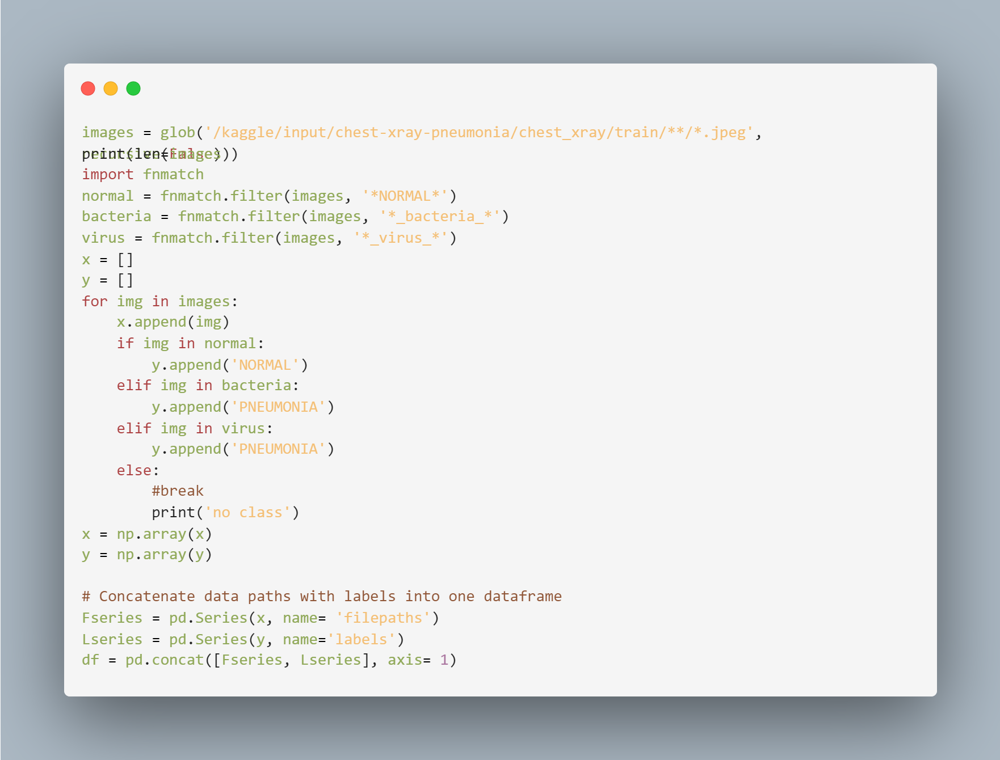 images = glob('/kaggle/input/chest-xray-pneumonia/chest_xray/train/**/*.jpeg',
recursive=False)
print(len(images))
import fnmatch
normal = fnmatch.filter(images, '*NORMAL*')
bacteria = fnmatch.filter(images, '*_bacteria_*')
virus = fnmatch.filter(images, '*_virus_*')
x = []
y = []
for img in images:
    x.append(img)
    if img in normal:
        y.append('NORMAL')
    elif img in bacteria:
        y.append('PNEUMONIA')
    elif img in virus:
        y.append('PNEUMONIA')
    else:
        #break
        print('no class')
x = np.array(x)
y = np.array(y)
# Concatenate data paths with labels into one dataframe
Fseries = pd.Series(x, name= 'filepaths')
Lseries = pd.Series(y, name='labels')
df = pd.concat([Fseries, Lseries], axis= 1)